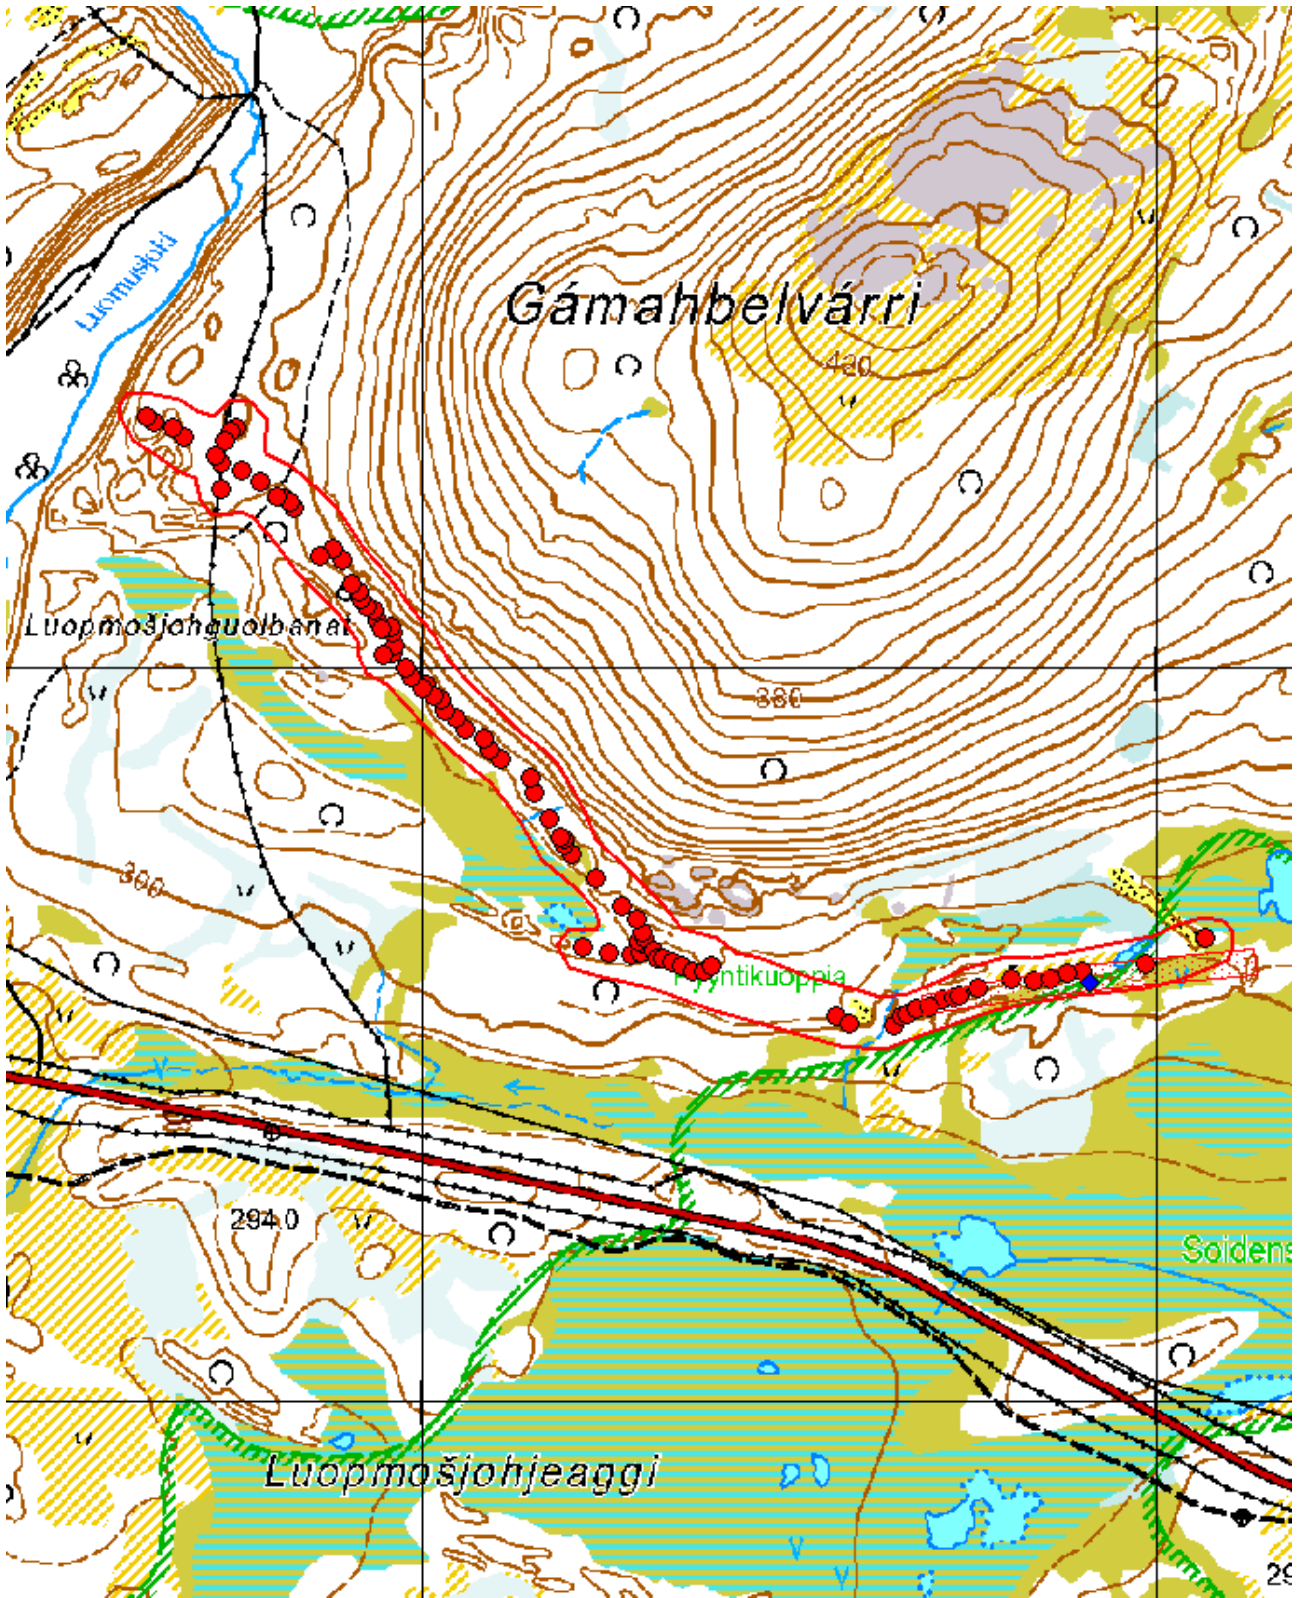 Luomusjoki
Gámahbelvárri
420
Luopmošjohguolbanat
380
300
Pyyntikuoppia
294.0
Soidens
Luopmošjohjeaggi
29